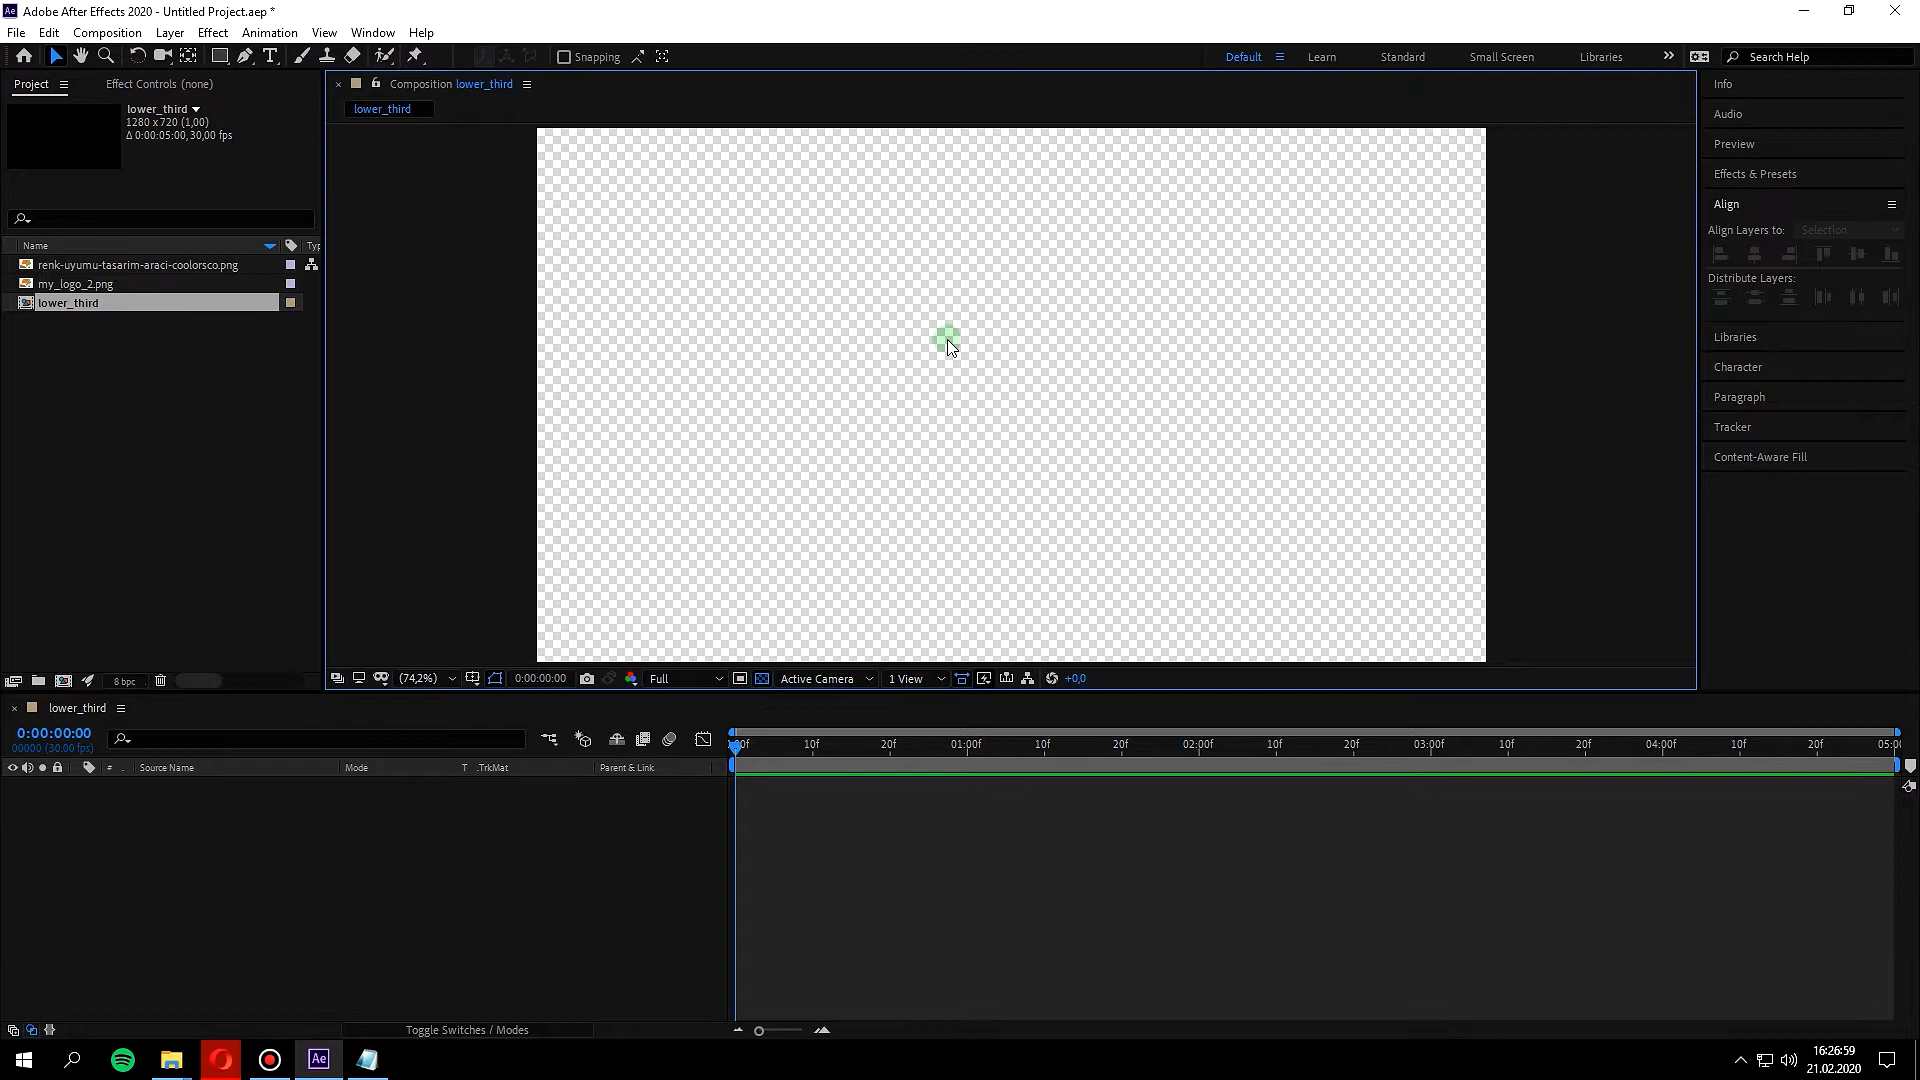 Ae Adobe After Effects 2020 - Untitled Project.aep *
File Edit Composition Layer Effect Animation View Window Help
Snapping Default Learn Standard Small Screen Libraries Search Help
Project Effect Controls (none)
lower_third
1280 x 720 (1,00)
Δ 0:00:05:00, 30,00 fps
Name Typ
renk-uyumu-tasarim-araci-coolorsco.png
my_logo_2.png
lower_third
8 bpc
Composition lower_third
lower_third
(74,2%) 0:00:00:00 Full Active Camera 1 View +0,0
Info
Audio
Preview
Effects & Presets
Align
Align Layers to: Selection
Distribute Layers:
Libraries
Character
Paragraph
Tracker
Content-Aware Fill
lower_third
0:00:00:00
00000 (30.00 fps)
00f 10f 20f 01:00f 10f 20f 02:00f 10f 20f 03:00f 10f 20f 04:00f 10f 20f 05:00
# Source Name Mode T .TrkMat Parent & Link
Toggle Switches / Modes
Ae
16:26:59
21.02.2020